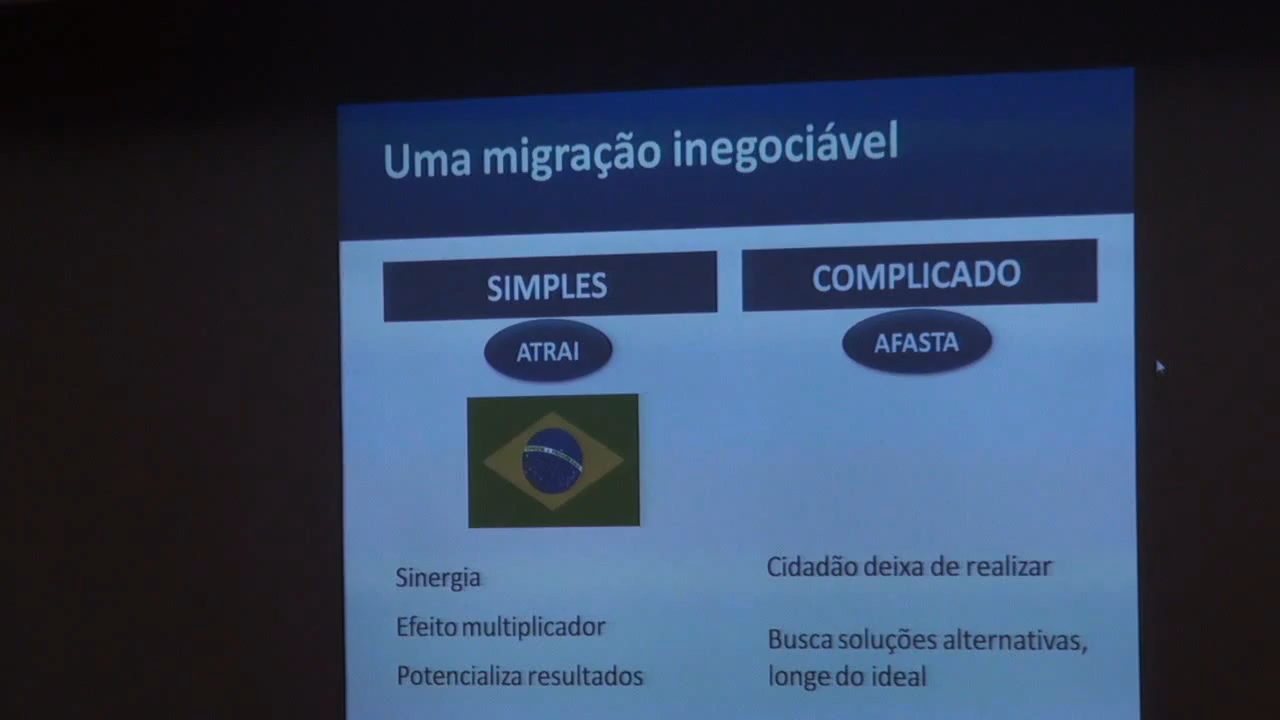 Uma migração inegociável
SIMPLES
ATRAI
Sinergia
Efeito multiplicador
Potencializa resultados
COMPLICADO
AFASTA
Cidadão deixa de realizar
Busca soluções alternativas,
longe do ideal